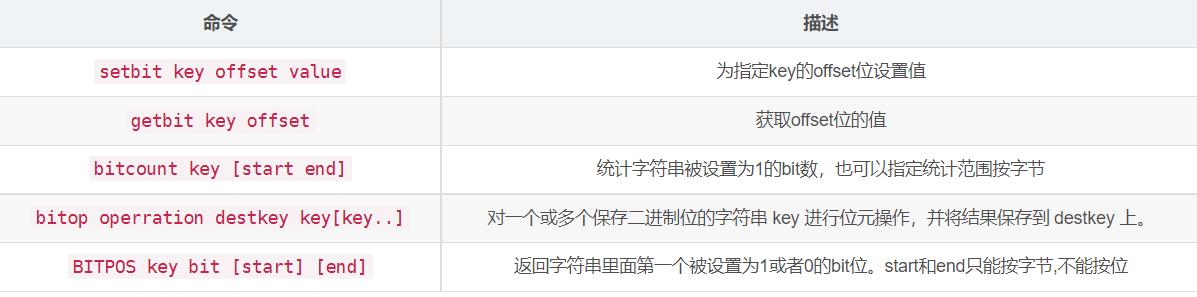 命令 描述
setbit key offset value 为指定key的offset位设置值
getbit key offset 获取offset位的值
bitcount key [start end] 统计字符串被设置为1的bit数，也可以指定统计范围按字节
bitop operration destkey key[key..] 对一个或多个保存二进制位的字符串 key 进行位元操作，并将结果保存到 destkey 上。
BITPOS key bit [start] [end] 返回字符串里面第一个被设置为1或者0的bit位。start和end只能按字节,不能按位